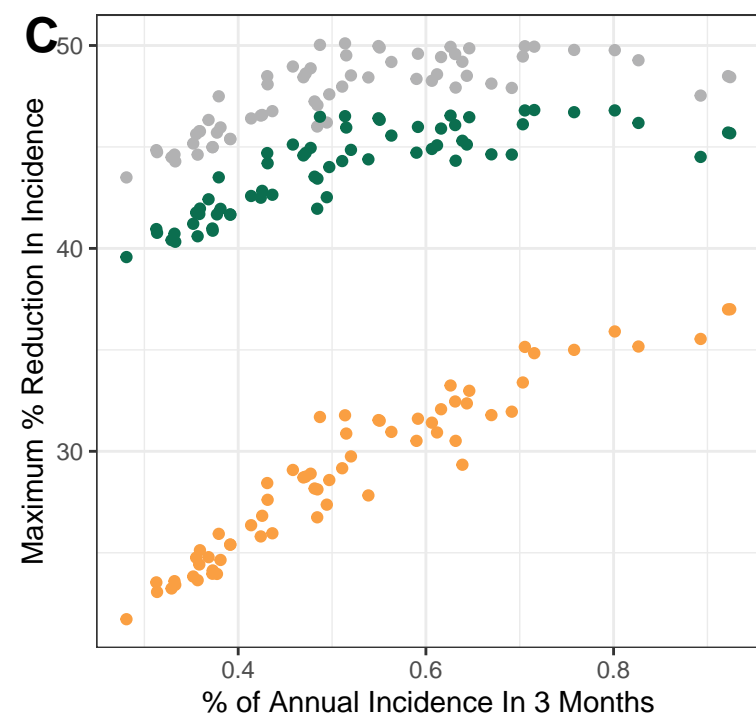 C
50
40
30
Maximum % Reduction In Incidence
0.4 0.6 0.8
% of Annual Incidence In 3 Months